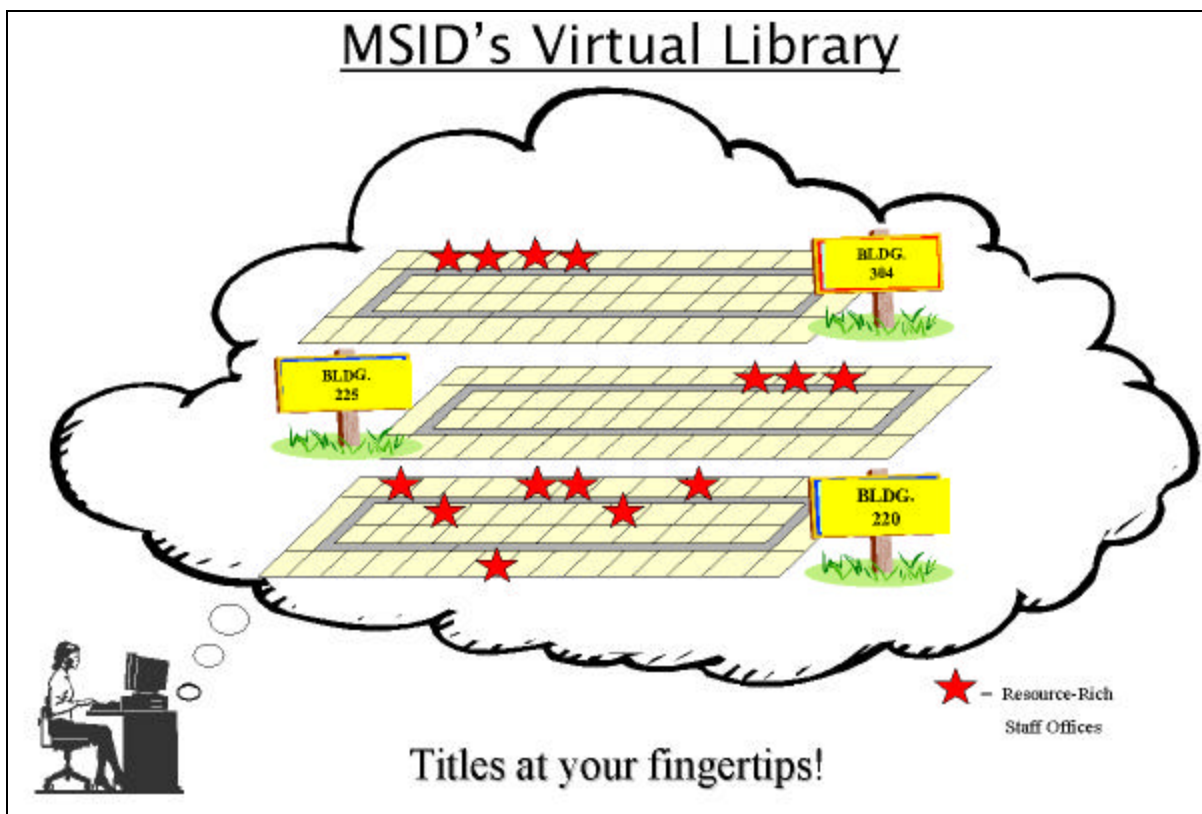 MSID's Virtual Library
BLDG.
304
BLDG.
225
BLDG.
220
= Resource-Rich
Staff Offices
Titles at your fingertips!